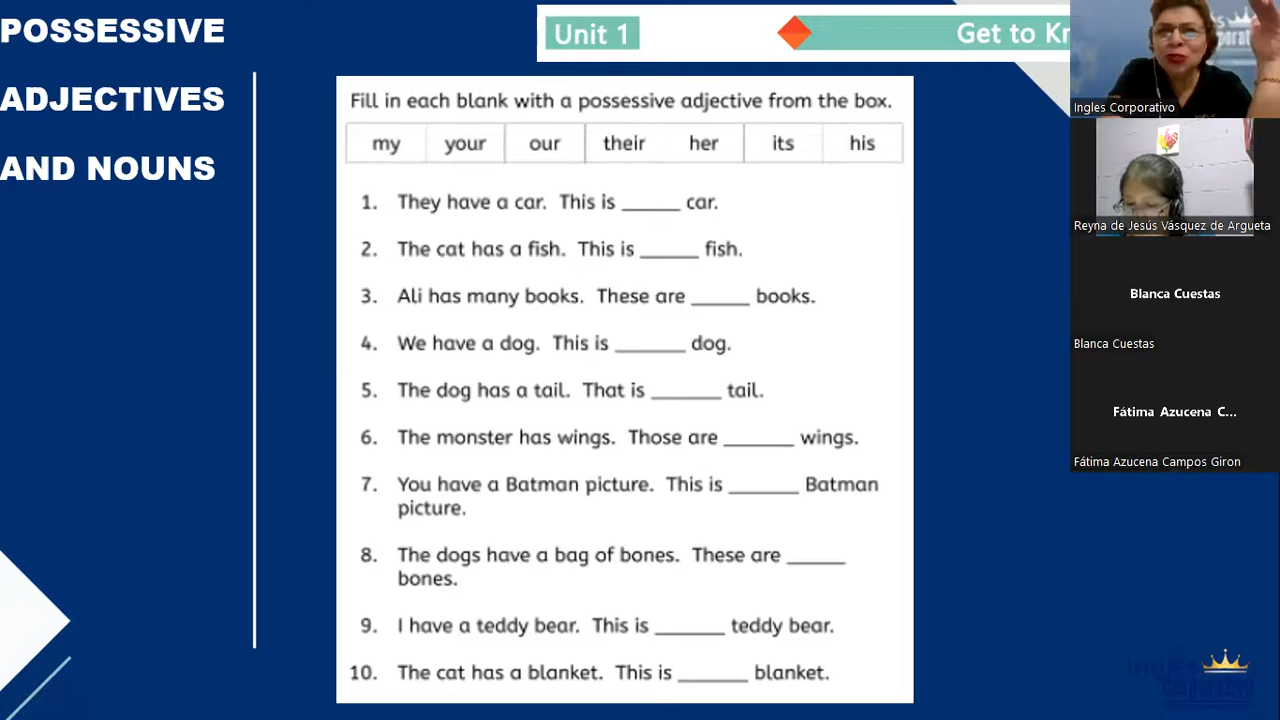 POSSESSIVE
ADJECTIVES
AND NOUNS
Unit 1
Get to
Fill in each blank with a possessive adjective from the box.
my your our their her its his
1. They have a car. This is ______ car.
2. The cat has a fish. This is ______ fish.
3. Ali has many books. These are ______ books.
4. We have a dog. This is _______ dog.
5. The dog has a tail. That is _______ tail.
6. The monster has wings. Those are _______ wings.
7. You have a Batman picture. This is _______ Batman
picture.
8. The dogs have a bag of bones. These are ______
bones.
9. I have a teddy bear. This is _______ teddy bear.
10. The cat has a blanket. This is _______ blanket.
Ingles Corporativo
Reyna de Jesús Vásquez de Argueta
Blanca Cuestas
Blanca Cuestas
Fátima Azucena C...
Fátima Azucena Campos Giron
Ingles
Corporativo